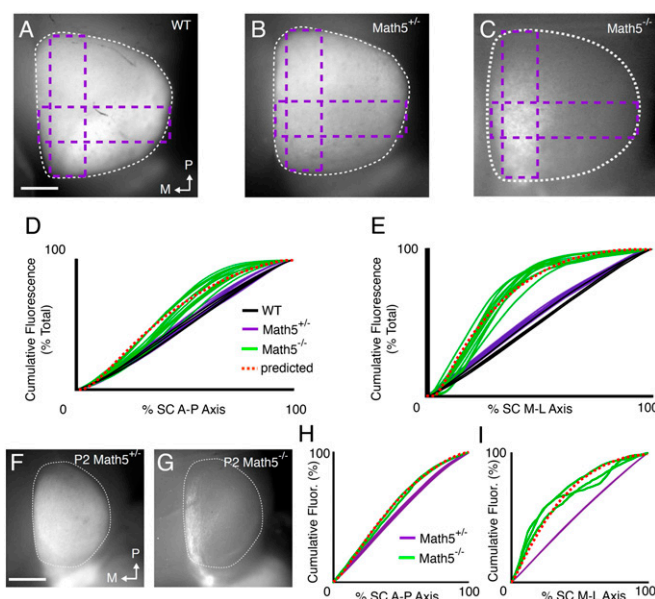 A
WT
P
M
B
Math5+/-
C
Math5-/-
D
100
Cumulative Fluorescence
(% Total)
WT
Math5+/-
Math5-/-
predicted
0
% SC A-P Axis
100
E
100
Cumulative Fluorescence
(% Total)
0
% SC M-L Axis
100
F
P2 Math5+/-
P
M
G
P2 Math5-/-
H
100
Cumulative Fluor. (%)
Math5+/-
Math5-/-
0
% SC A-P Axis
100
I
100
Cumulative Fluor. (%)
0
% SC M-L Axis
100